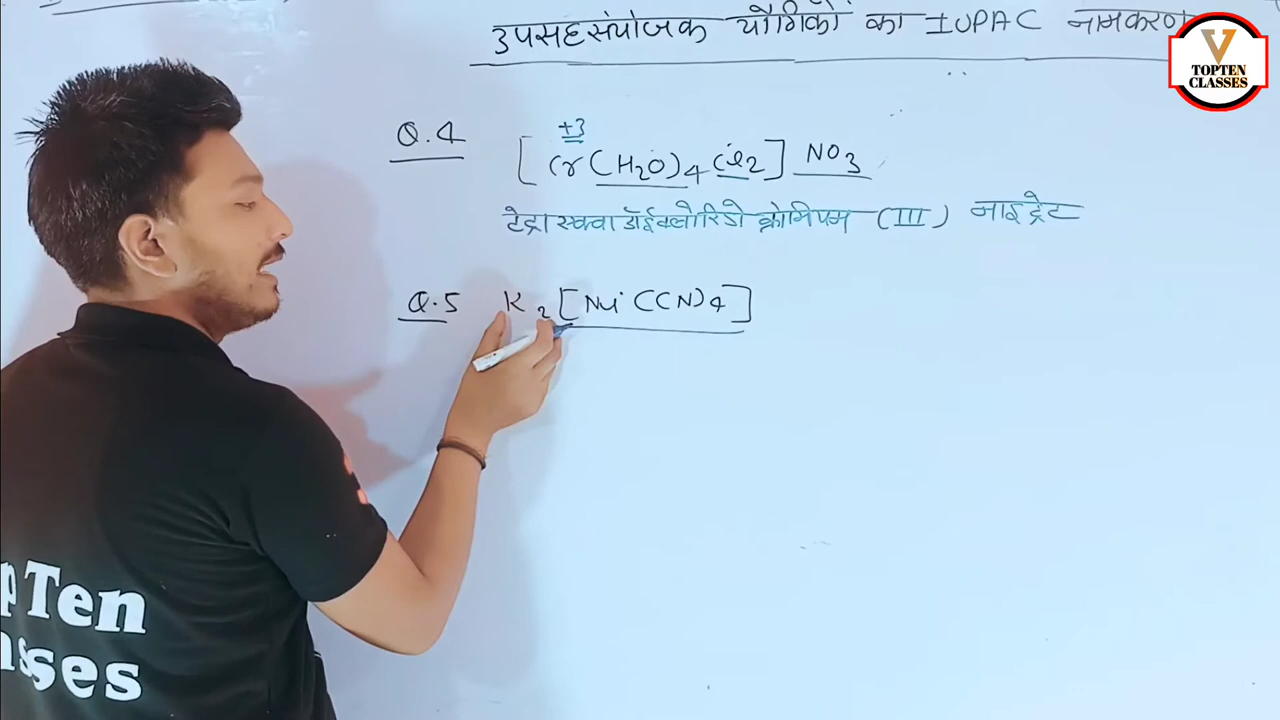 उपसहसंयोजक यौगिकों का IUPAC नामकरण
V
TOPTEN
CLASSES
Q.4 [Cr(H2O)4Cl2] NO3
+3
टेट्रा एक्वा डाईक्लोरिडो क्रोमियम (III) नाइट्रेट
Q.5 K2[Ni(CN)4]
pTen
sses